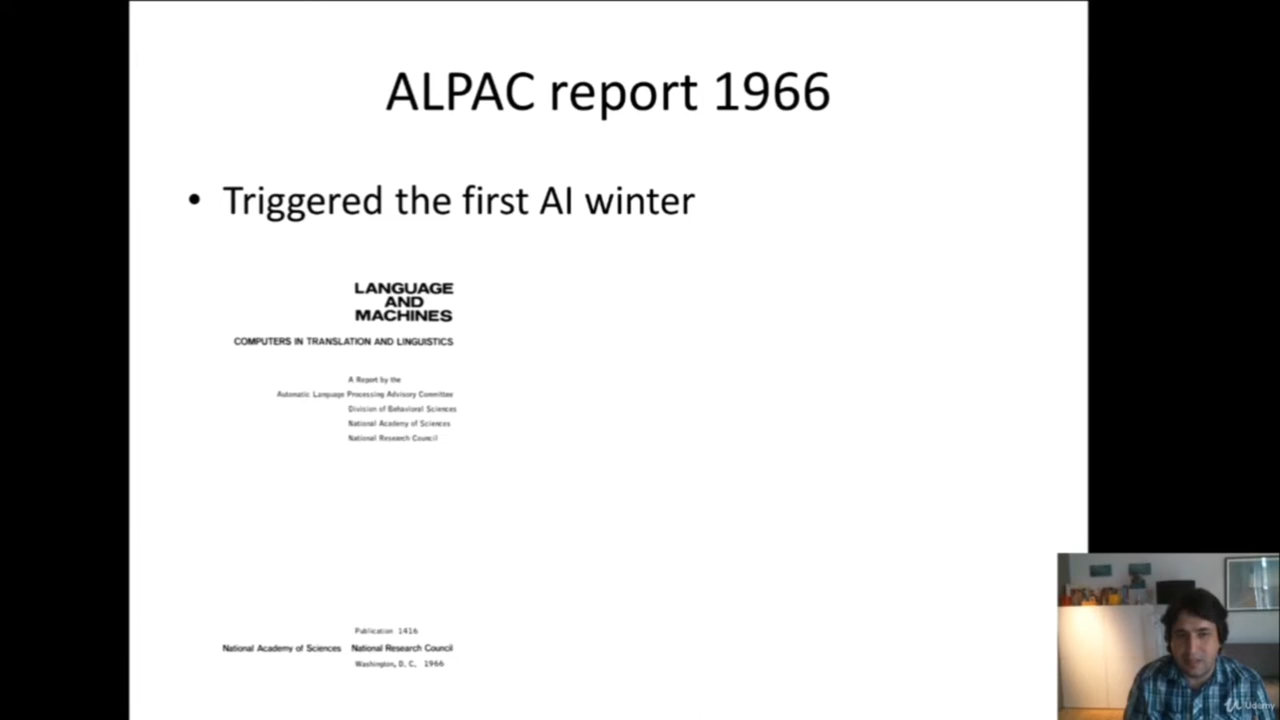 ALPAC report 1966
• Triggered the first AI winter
LANGUAGE
AND
MACHINES
COMPUTERS IN TRANSLATION AND LINGUISTICS
A Report by the
Automatic Language Processing Advisory Committee
Division of Behavioral Sciences
National Academy of Sciences
National Research Council
Publication 1416
National Academy of Sciences National Research Council
Washington, D. C. 1966
Udemy